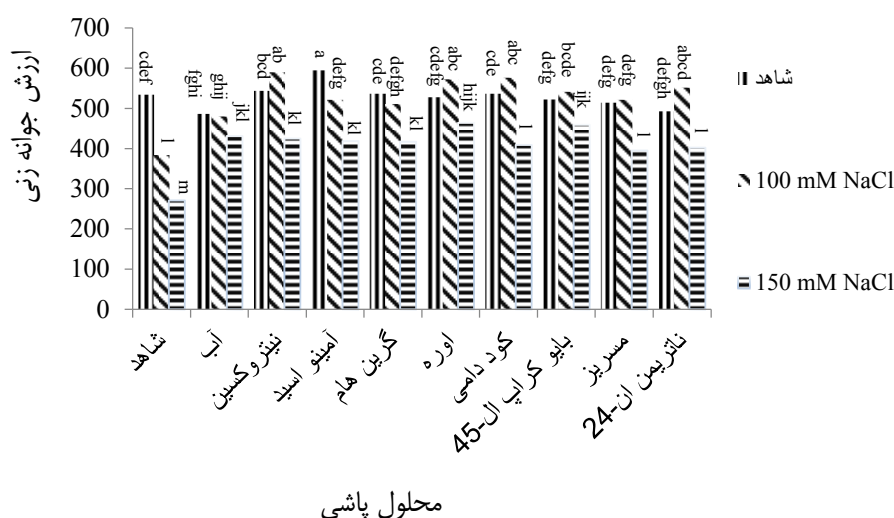 ارزش جوانه زنی
700
600
500
400
300
200
100
0
cdef
l
m
fghi
ghij
jkl
bcd
ab
kl
a
defg
kl
cde
defgh
kl
cdefg
abc
hijk
cde
abc
l
defg
bcde
ijk
defg
defg
l
defgh
abcd
l
شاهد
آب
نیتروکسین
آمینو اسید
گرین هام
اوره
کود دامی
بایو کراپ ال-45
مسریز
ناتریمن ان-24
محلول پاشی
شاهد
100 mM NaCl
150 mM NaCl